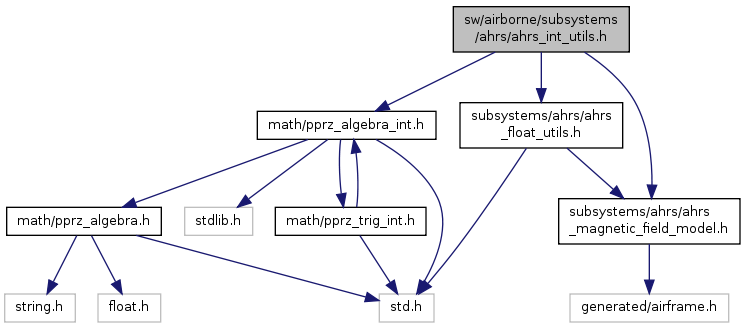 sw/airborne/subsystems
/ahrs/ahrs_int_utils.h
math/pprz_algebra_int.h
subsystems/ahrs/ahrs
_float_utils.h
math/pprz_algebra.h
stdlib.h
math/pprz_trig_int.h
subsystems/ahrs/ahrs
_magnetic_field_model.h
string.h
float.h
std.h
generated/airframe.h